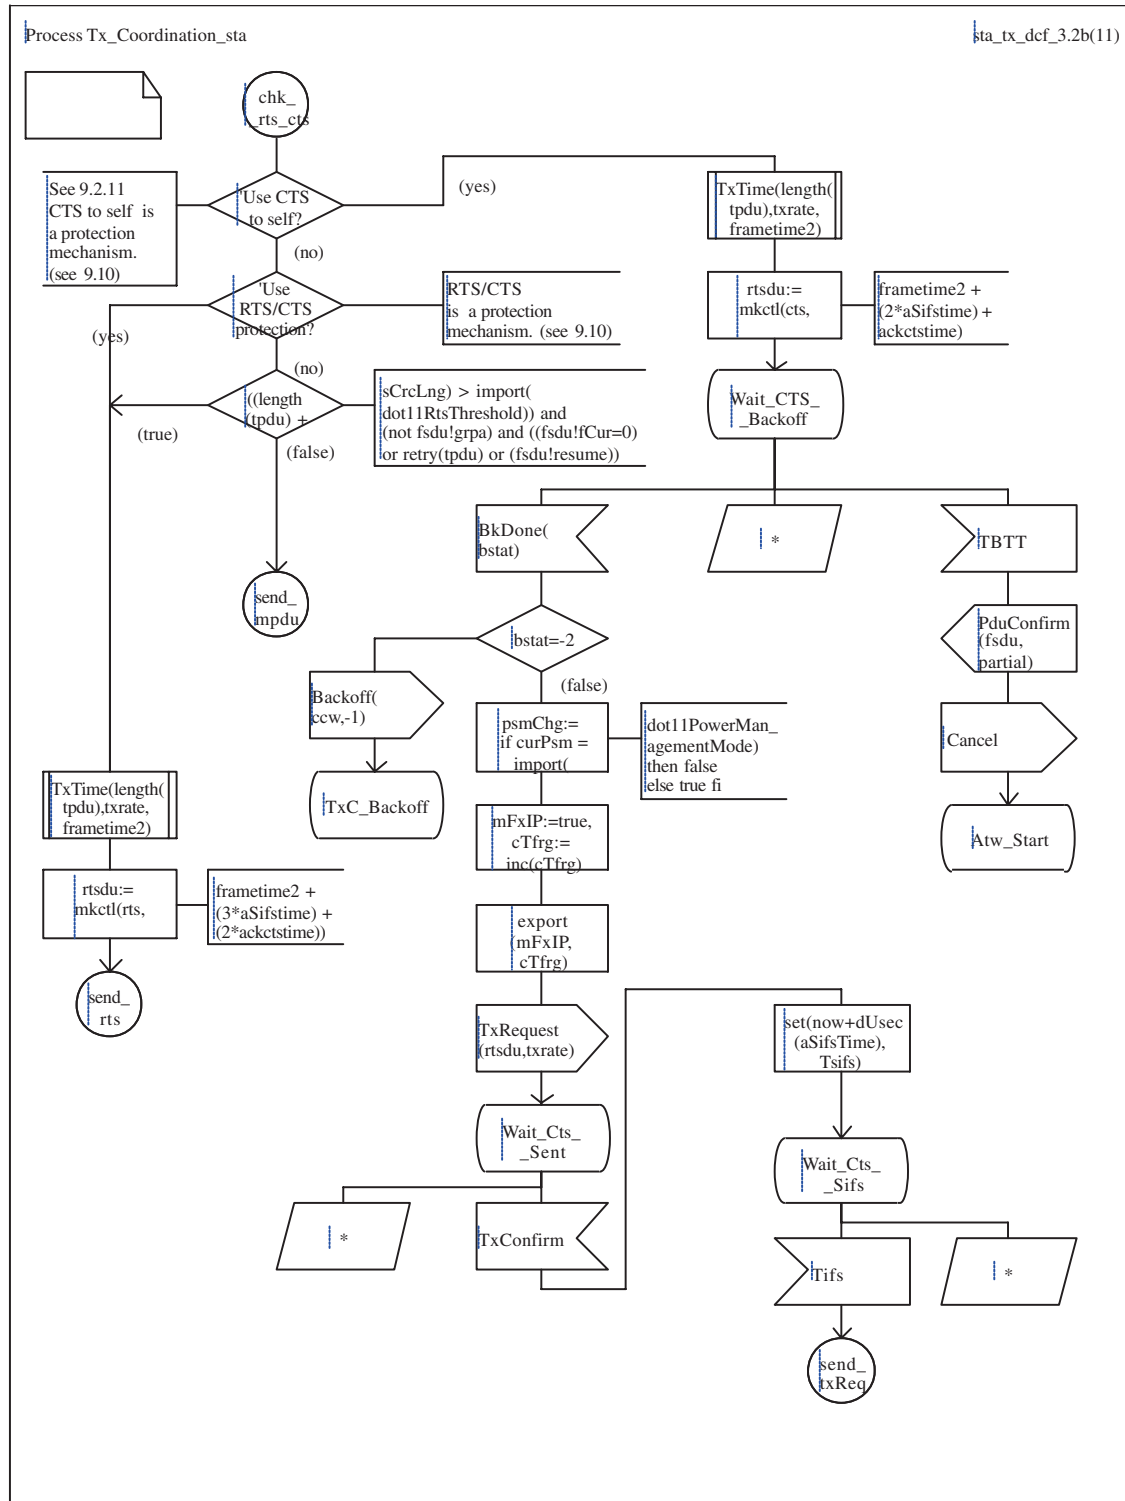 Process Tx_Coordination_sta
sta_tx_dcf_3.2b(11)
chk_
_rts_cts
See 9.2.11
CTS to self is
a protection
mechanism.
(see 9.10)
'Use CTS
to self?
(yes)
(no)
TxTime(length(
tpdu),txrate,
frametime2)
'Use
RTS/CTS
protection?
RTS/CTS
is a protection
mechanism. (see 9.10)
rtsdu:=
mkctl(cts,
frametime2 +
(2*aSifstime) +
ackctstime)
(yes)
(no)
((length
(tpdu) +
sCrcLng) > import(
dot11RtsThreshold)) and
(not fsdu!grpa) and ((fsdu!fCur=0)
or retry(tpdu) or (fsdu!resume))
Wait_CTS_
_Backoff
(true)
(false)
BkDone(
bstat)
*
TBTT
send_
mpdu
bstat=-2
PduConfirm
(fsdu,
partial)
(false)
Backoff(
ccw,-1)
psmChg:=
if curPsm =
import(
dot11PowerMan_
agementMode)
then false
else true fi
Cancel
TxTime(length(
tpdu),txrate,
frametime2)
TxC_Backoff
mFxIP:=true,
cTfrg:=
inc(cTfrg)
Atw_Start
rtsdu:=
mkctl(rts,
frametime2 +
(3*aSifstime) +
(2*ackctstime))
export
(mFxIP,
cTfrg)
send_
rts
TxRequest
(rtsdu,txrate)
set(now+dUsec
(aSifsTime),
Tsifs)
Wait_Cts_
_Sent
Wait_Cts_
_Sifs
*
TxConfirm
Tifs
*
send_
txReq